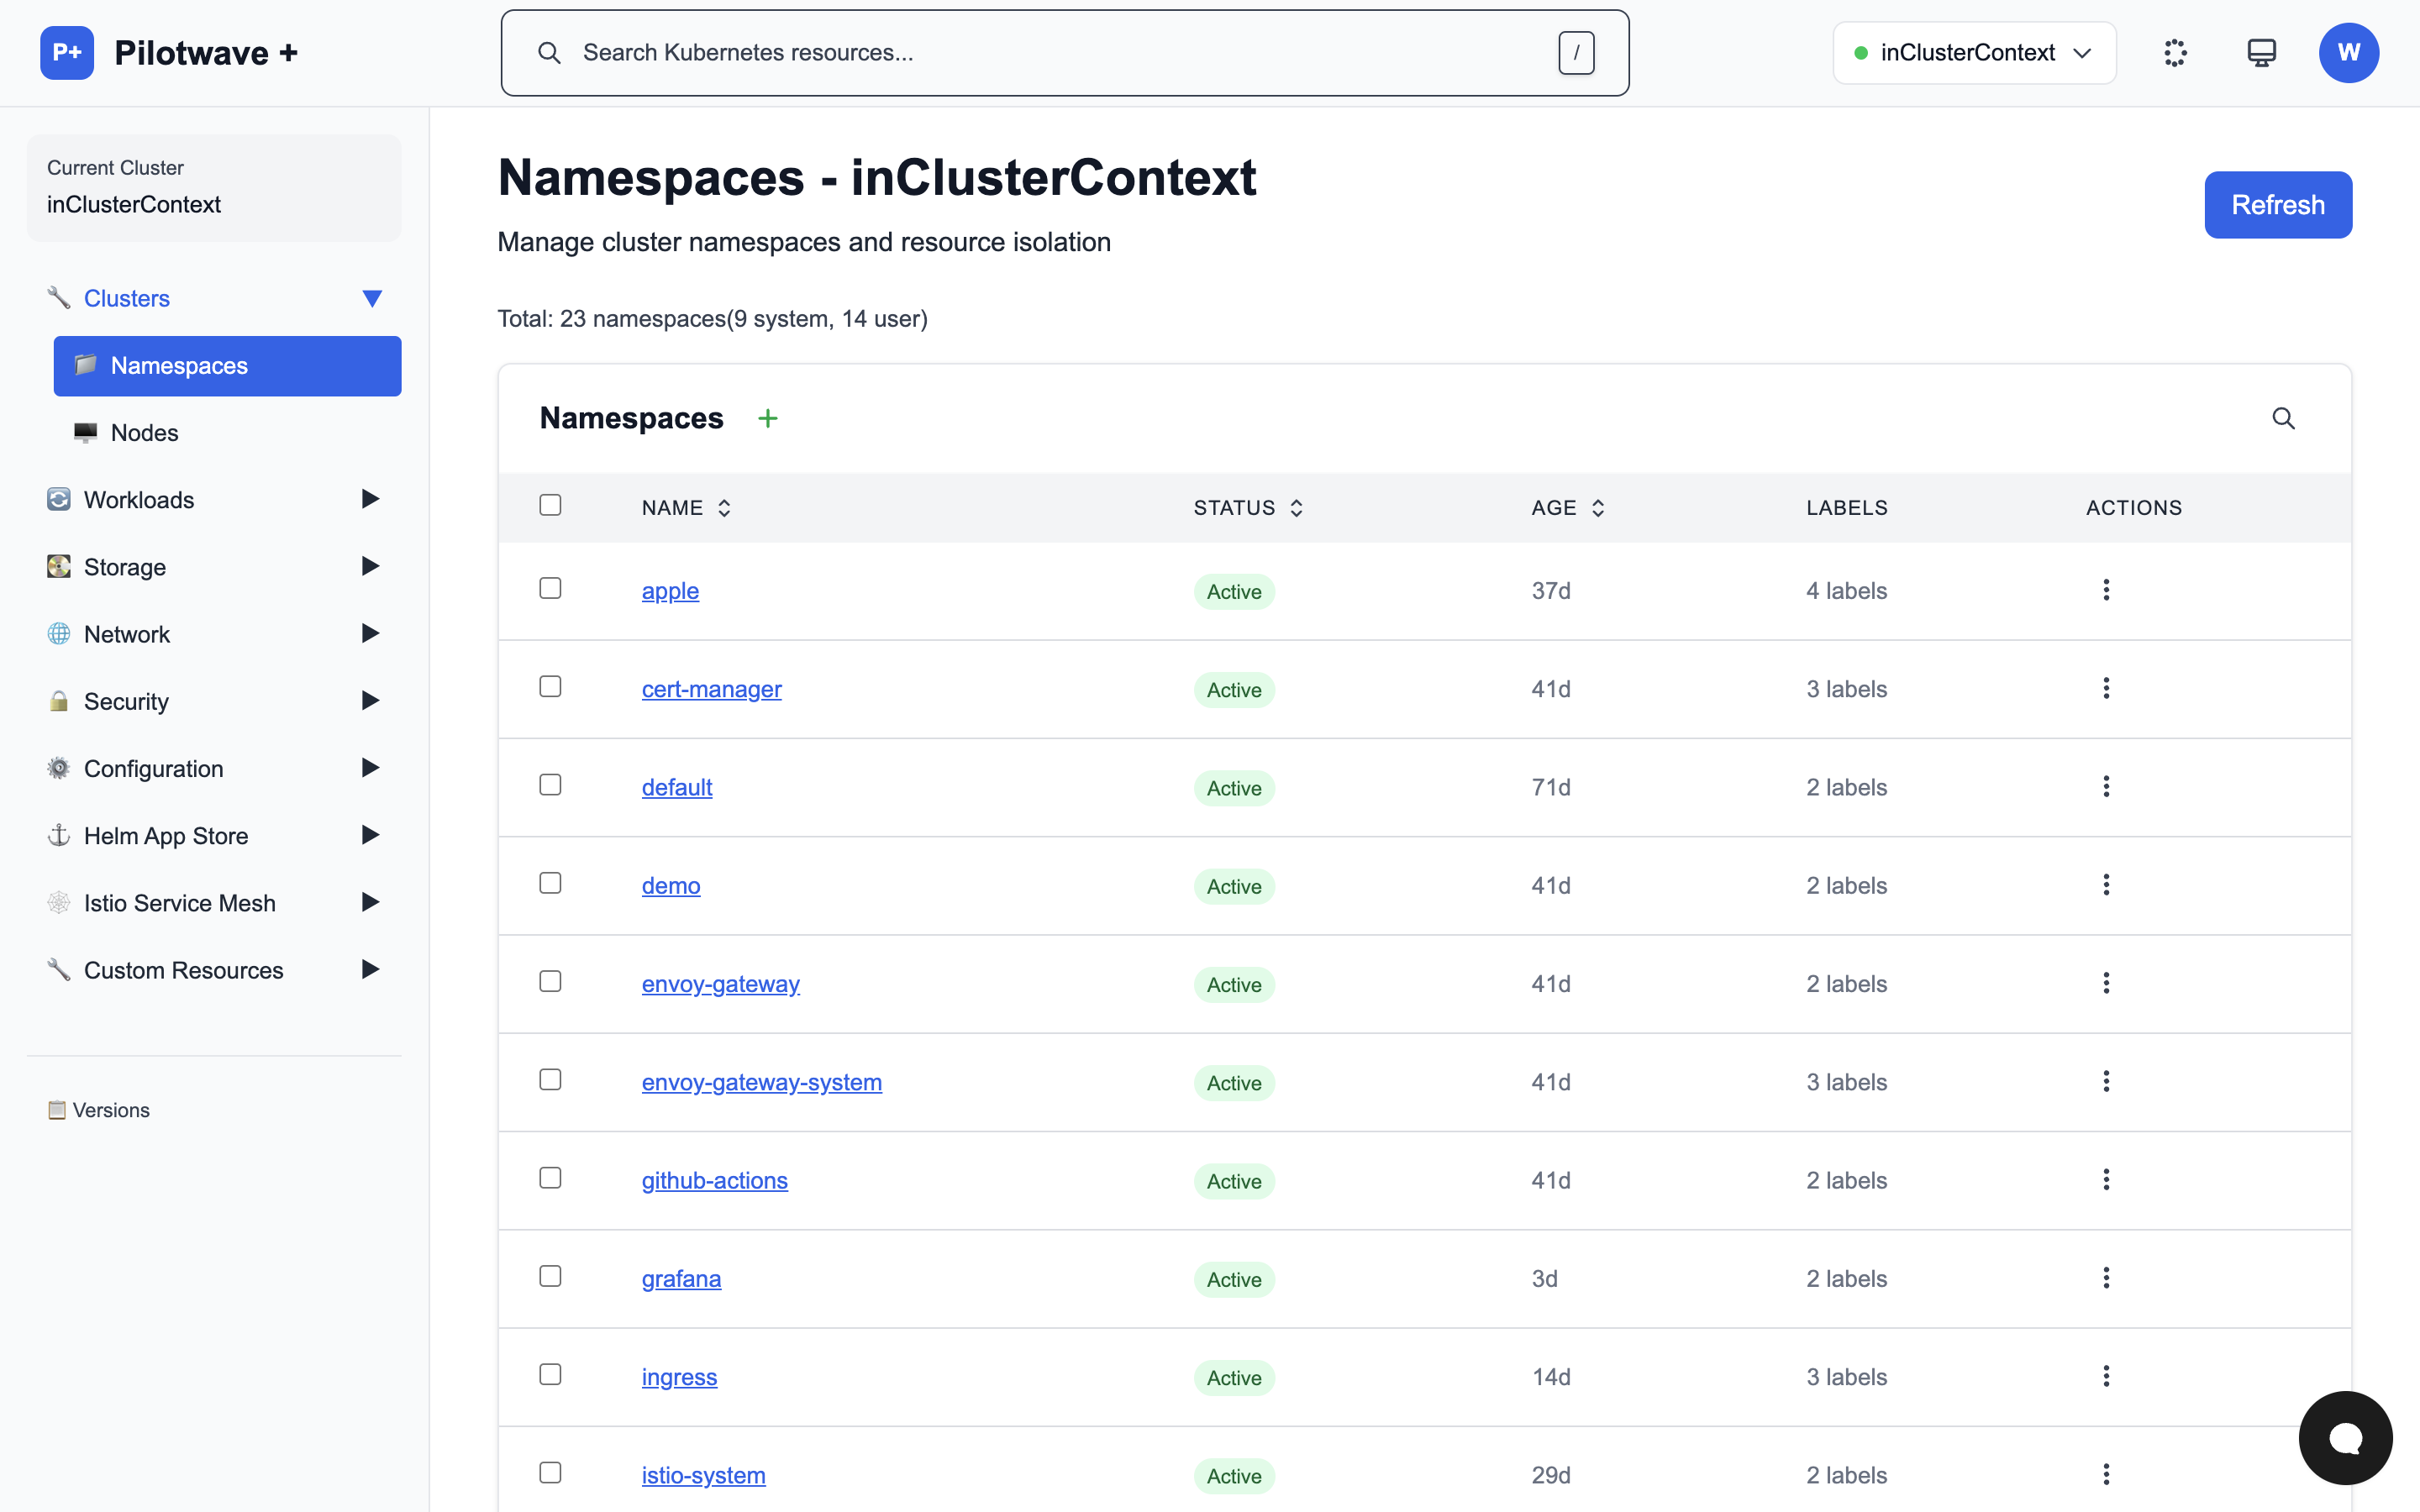 P+ Pilotwave +
Search Kubernetes resources... /
inClusterContext
W
Current Cluster
inClusterContext
Clusters
Namespaces
Nodes
Workloads
Storage
Network
Security
Configuration
Helm App Store
Istio Service Mesh
Custom Resources
Versions
Namespaces - inClusterContext
Manage cluster namespaces and resource isolation
Refresh
Total: 23 namespaces(9 system, 14 user)
Namespaces +
NAME STATUS AGE LABELS ACTIONS
apple Active 37d 4 labels
cert-manager Active 41d 3 labels
default Active 71d 2 labels
demo Active 41d 2 labels
envoy-gateway Active 41d 2 labels
envoy-gateway-system Active 41d 3 labels
github-actions Active 41d 2 labels
grafana Active 3d 2 labels
ingress Active 14d 3 labels
istio-system Active 29d 2 labels